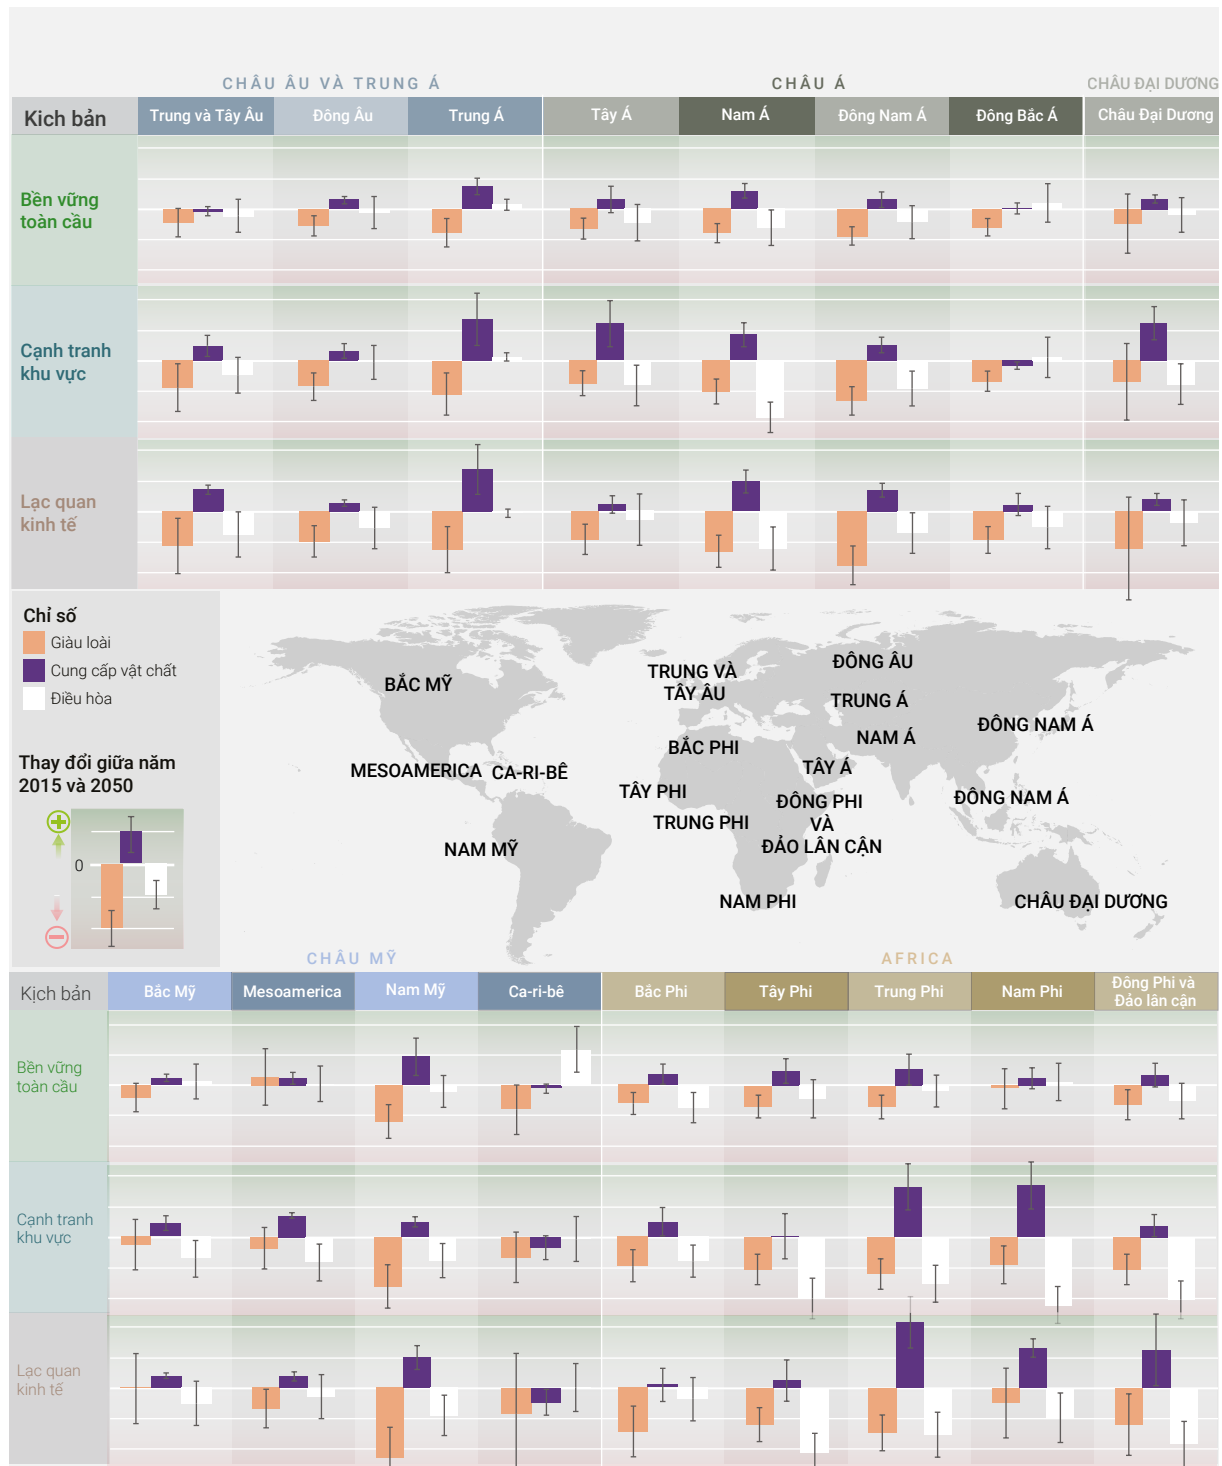 CHÂU ÂU VÀ TRUNG Á
CHÂU Á
CHÂU ĐẠI DƯƠNG
Kich bản
Trung và Tây Âu
Đông Âu
Trung Á
Tây Á
Nam Á
Đông Nam Á
Đông Bắc Á
Châu Đại Dương
Bền vững
toàn cầu
Cạnh tranh
khu vực
Lạc quan
kinh tế
Chỉ số
Giàu loài
Cung cấp vật chất
Điều hòa
Thay đổi giữa năm
2015 và 2050
0
BẮC MỸ
TRUNG VÀ
TÂY ÂU
ĐÔNG ÂU
TRUNG Á
ĐÔNG NAM Á
NAM Á
BẮC PHI
TÂY Á
MESOAMERICA
CA-RI-BÊ
TÂY PHI
ĐÔNG PHI
VÀ
ĐẢO LÂN CẬN
ĐÔNG NAM Á
TRUNG PHI
NAM MỸ
NAM PHI
CHÂU ĐẠI DƯƠNG
CHÂU MỸ
AFRICA
Kịch bản
Bắc Mỹ
Mesoamerica
Nam Mỹ
Ca-ri-bê
Bắc Phi
Tây Phi
Trung Phi
Nam Phi
Đông Phi và
Đảo lân cận
Bền vững
toàn cầu
Cạnh tranh
khu vực
Lạc quan
kinh tế